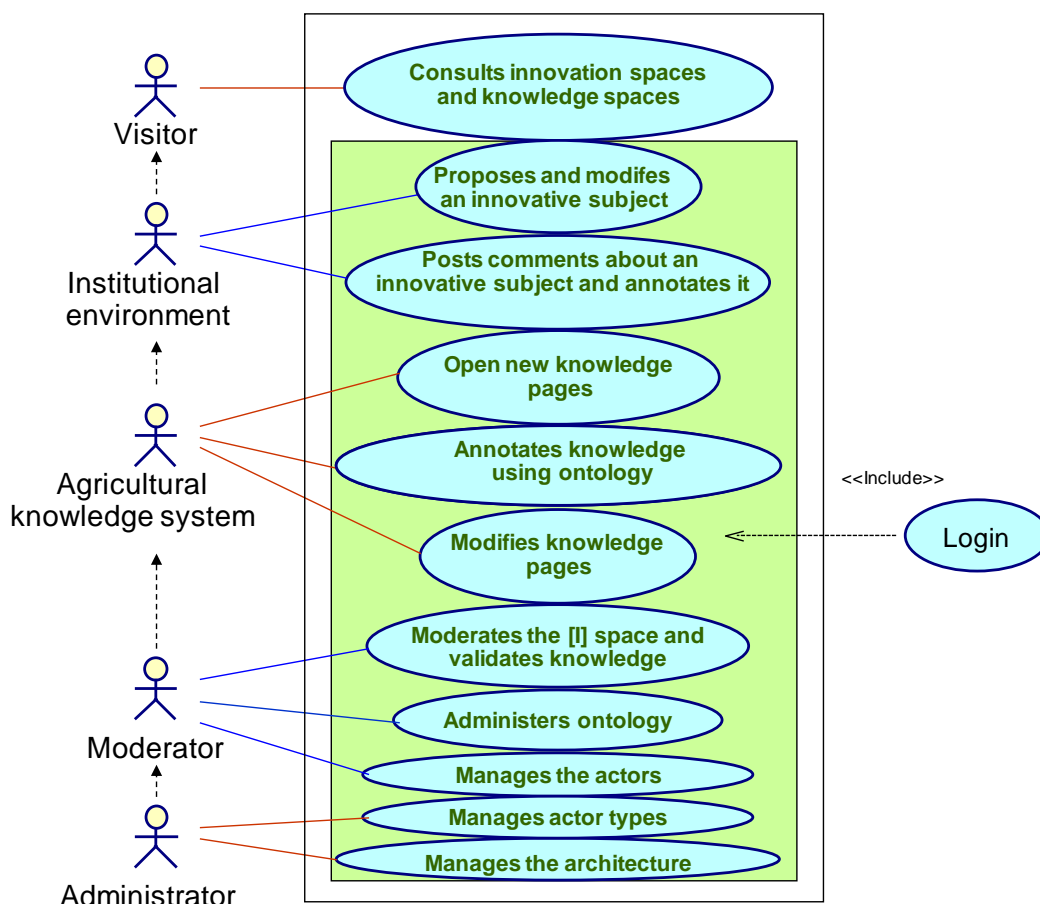 Consults innovation spaces
and knowledge spaces
Visitor
Proposes and modifes
an innovative subject
Institutional
environment
Posts comments about an
innovative subject and annotates it
Open new knowledge
pages
Agricultural
knowledge system
Annotates knowledge
using ontology
<<Include>>
Login
Modifies knowledge
pages
Moderates the [I] space and
validates knowledge
Moderator
Administers ontology
Manages the actors
Manages actor types
Manages the architecture
Administrator